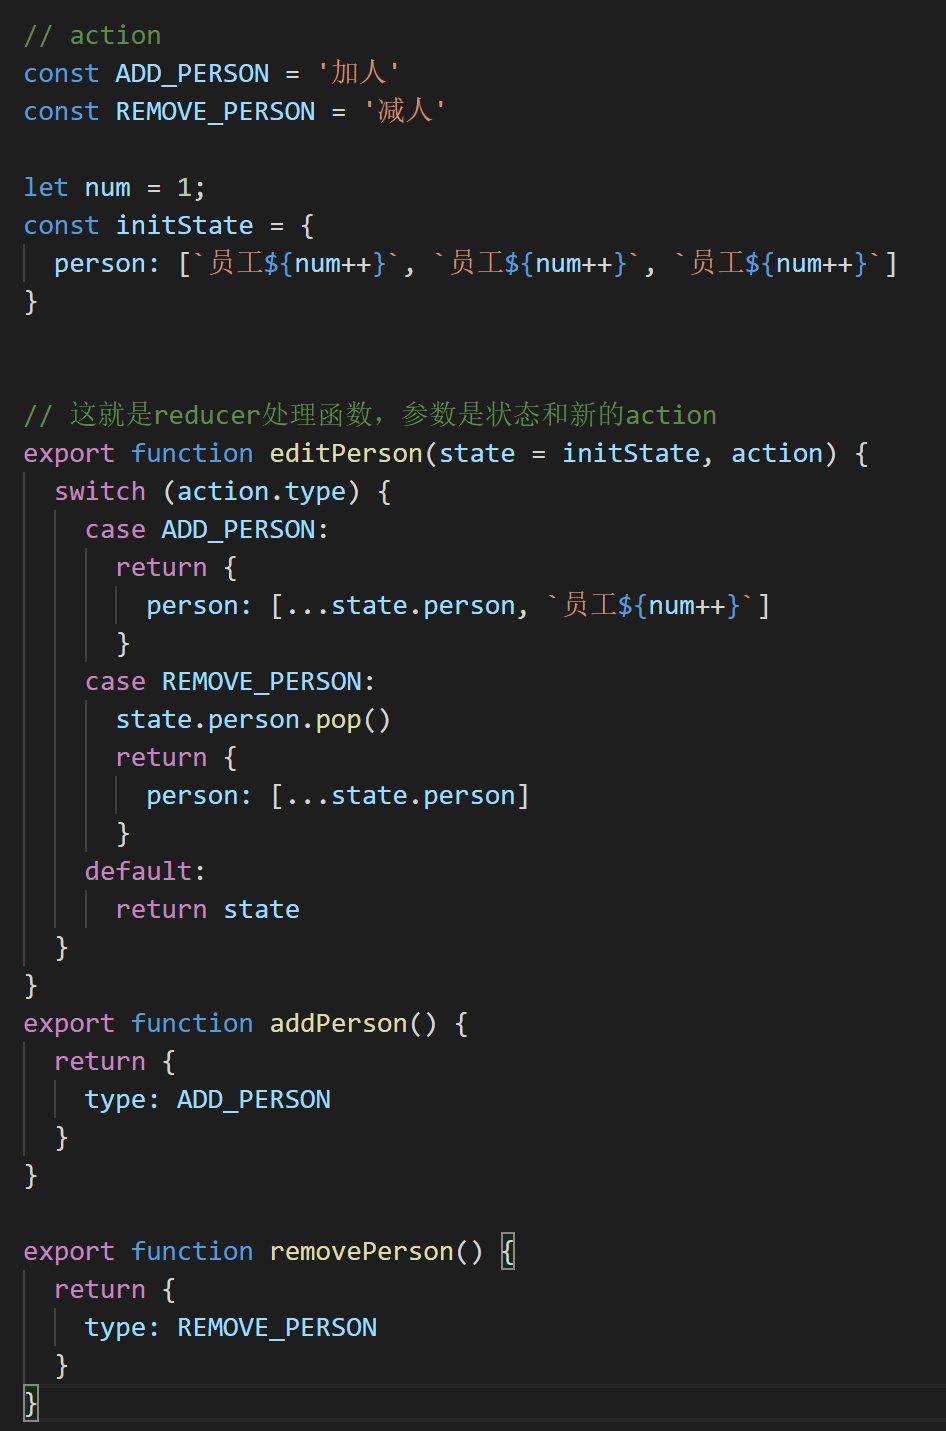 // action
const ADD_PERSON = '加人'
const REMOVE_PERSON = '减人'
let num = 1;
const initState = {
person: [`员工${num++}`, `员工${num++}`, `员工${num++}`]
}
// 这就是reducer处理函数，参数是状态和新的action
export function editPerson(state = initState, action) {
switch (action.type) {
case ADD_PERSON:
return {
person: [...state.person, `员工${num++}`]
}
case REMOVE_PERSON:
state.person.pop()
return {
person: [...state.person]
}
default:
return state
}
}
export function addPerson() {
return {
type: ADD_PERSON
}
}
export function removePerson() {
return {
type: REMOVE_PERSON
}
}